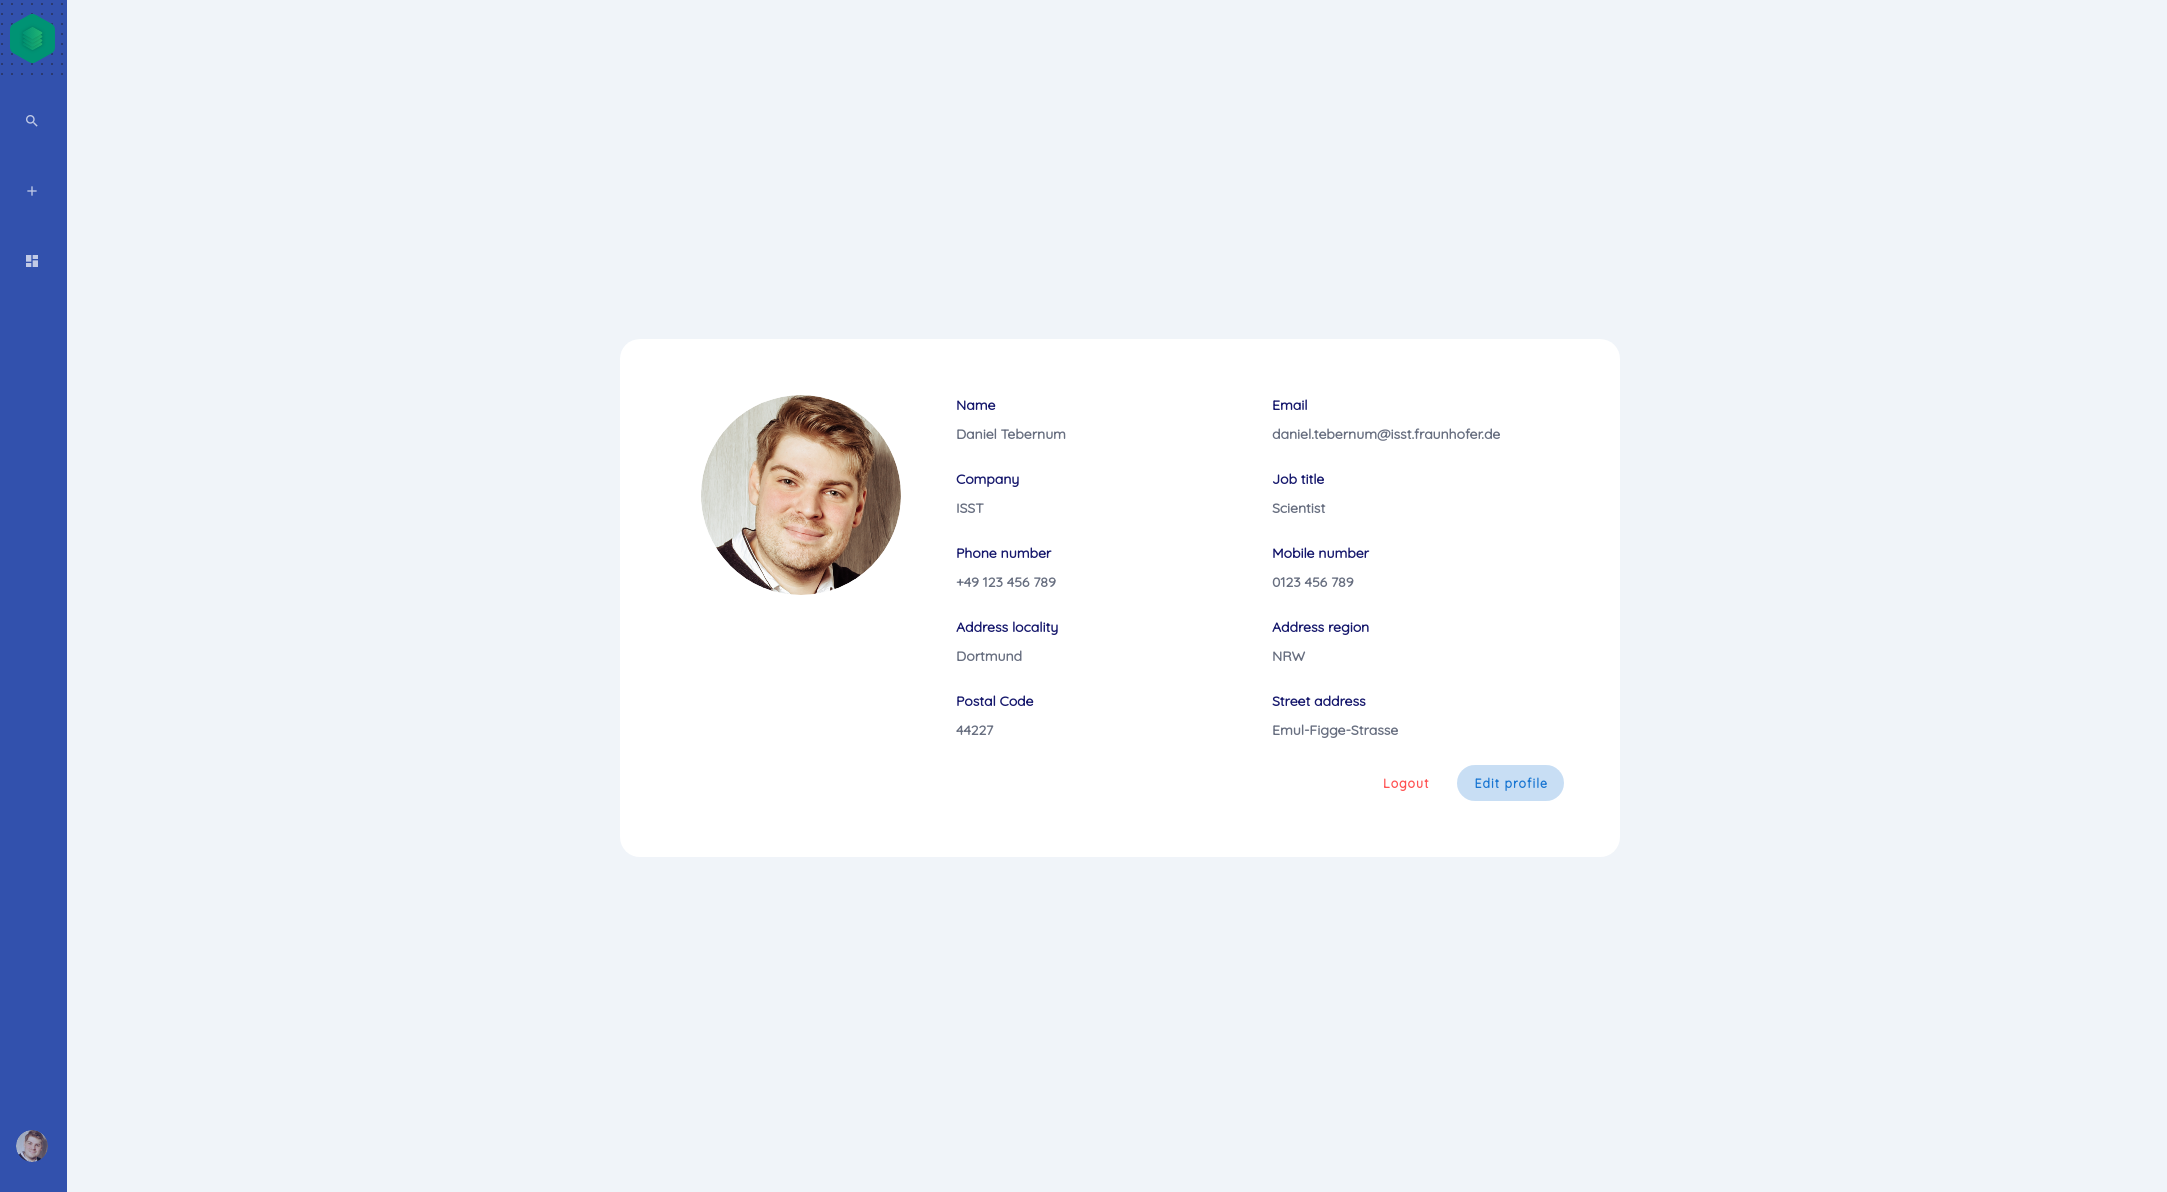 Name
Daniel Tebernum
Email
daniel.tebernum@isst.fraunhofer.de
Company
ISST
Job title
Scientist
Phone number
+49 123 456 789
Mobile number
0123 456 789
Address locality
Dortmund
Address region
NRW
Postal Code
44227
Street address
Emul-Figge-Strasse
Logout
Edit profile